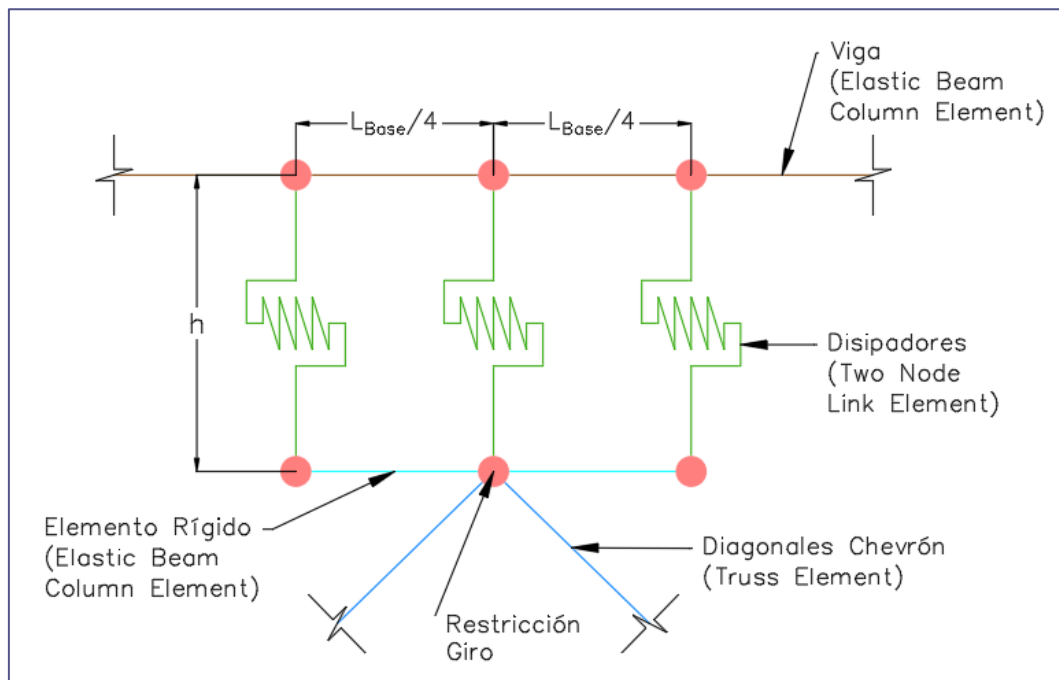 Viga
(Elastic Beam
Column Element)
L_Base/4
L_Base/4
h
Disipadores
(Two Node
Link Element)
Elemento Rígido
(Elastic Beam
Column Element)
Diagonales Chevrón
(Truss Element)
Restricción
Giro